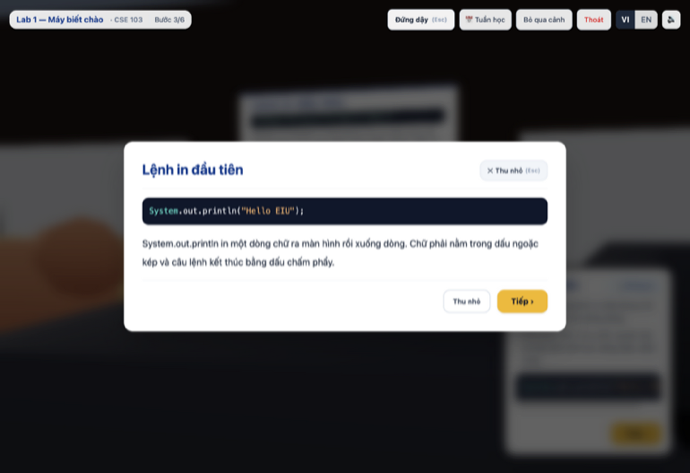 Lab 1 — Máy biết chào · CSE 103 Bước 3/6
Đứng dậy (Esc) 📅 Tuần học Bỏ qua cảnh Thoát VI EN
Lệnh in đầu tiên
✕ Thu nhỏ (Esc)
System.out.println("Hello EIU");
System.out.println in một dòng chữ ra màn hình rồi xuống dòng. Chữ phải nằm trong dấu ngoặc
kép và câu lệnh kết thúc bằng dấu chấm phẩy.
Thu nhỏ Tiếp ›